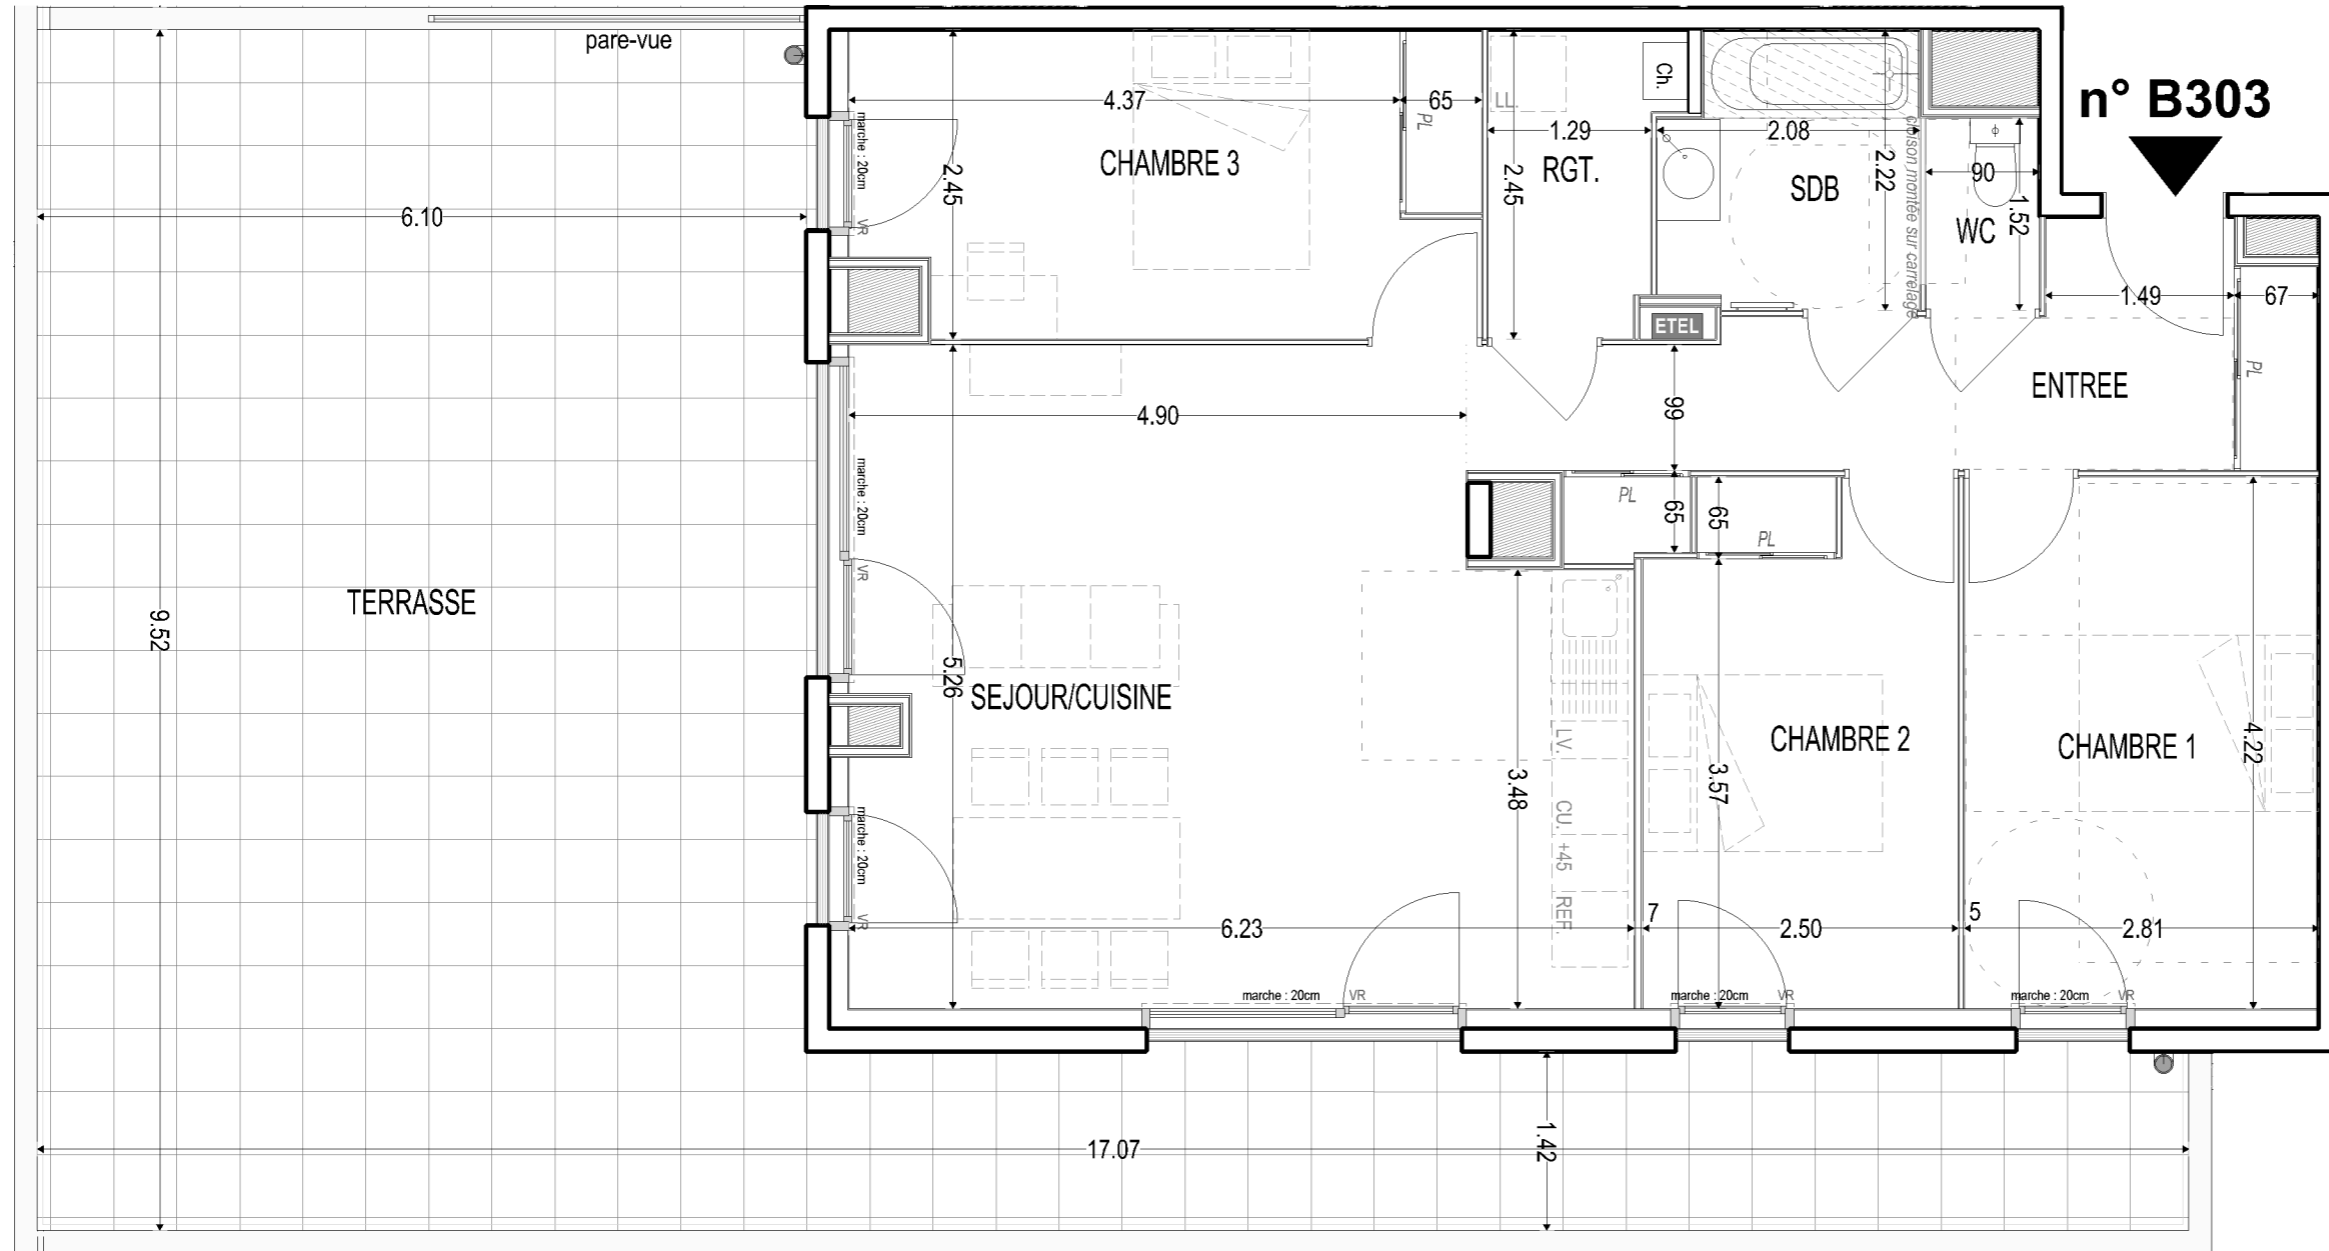 pare-vue
n° B303
4.37
65
PL
LL.
Ch.
1.29
2.08
marche : 20cm
CHAMBRE 3
2.45
2.45
RGT.
SDB
2.22
cloison montée sur carrelage
90
WC
1.52
6.10
VR
1.49
67
ETEL
PL
ENTREE
4.90
99
marche : 20cm
PL
65
65
PL
VR
TERRASSE
9.52
5.26
SEJOUR/CUISINE
LV.
3.48
CU.
+45
REF.
CHAMBRE 2
3.57
CHAMBRE 1
4.22
marche : 20cm
VR
6.23
7
2.50
5
2.81
marche : 20cm
VR
marche : 20cm
VR
marche : 20cm
VR
17.07
1.42